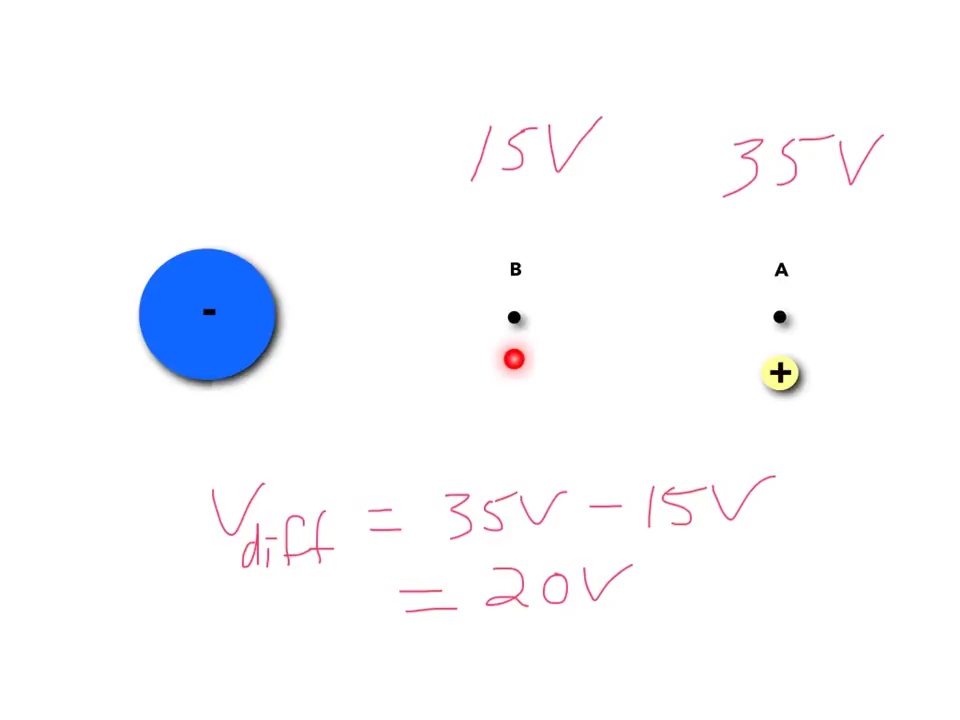 15V 35V
B A
-
+
Vdiff = 35V - 15V
= 20V